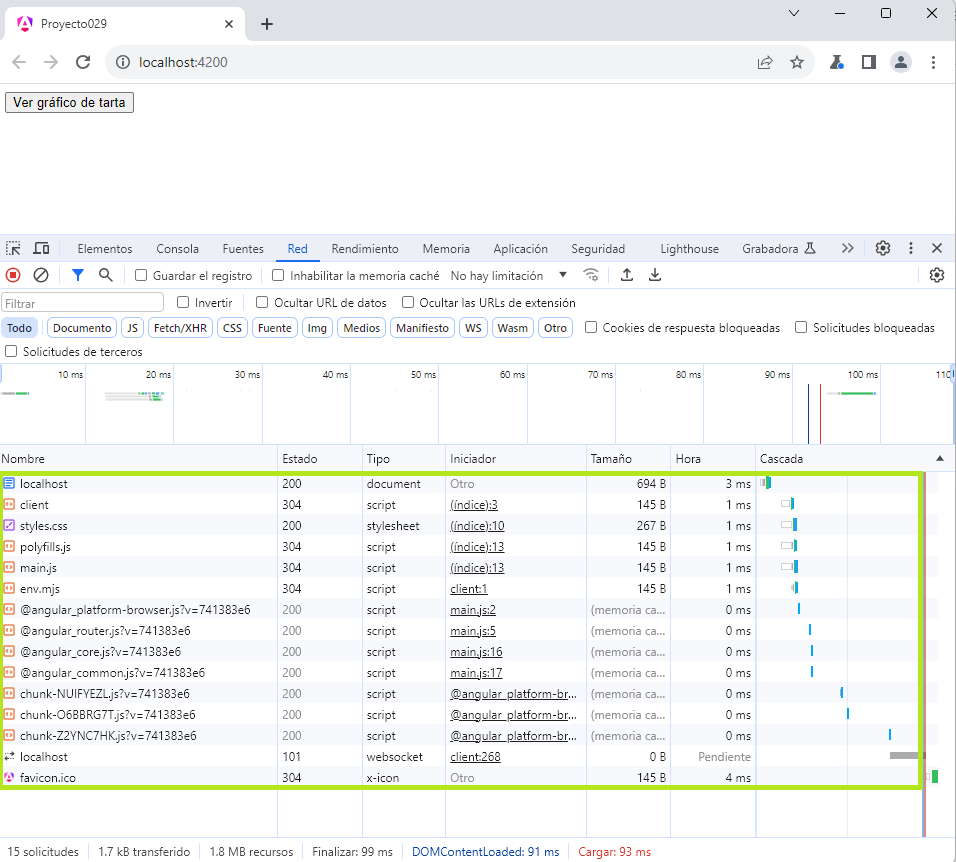 Proyecto029
localhost:4200
Ver gráfico de tarta
Elementos Consola Fuentes Red Rendimiento Memoria Aplicación Seguridad Lighthouse Grabadora
Guardar el registro Inhabilitar la memoria caché No hay limitación
Filtrar Invertir Ocultar URL de datos Ocultar las URLs de extensión
Todo Documento JS Fetch/XHR CSS Fuente Img Medios Manifiesto WS Wasm Otro Cookies de respuesta bloqueadas Solicitudes bloqueadas
Solicitudes de terceros
10 ms 20 ms 30 ms 40 ms 50 ms 60 ms 70 ms 80 ms 90 ms 100 ms 110
Nombre Estado Tipo Iniciador Tamaño Hora Cascada
localhost 200 document Otro 694 B 3 ms
client 304 script (índice):3 145 B 1 ms
styles.css 200 stylesheet (índice):10 267 B 1 ms
polyfills.js 304 script (índice):13 145 B 1 ms
main.js 304 script (índice):13 145 B 1 ms
env.mjs 304 script client:1 145 B 1 ms
@angular_platform-browser.js?v=741383e6 200 script main.js:2 (memoria ca... 0 ms
@angular_router.js?v=741383e6 200 script main.js:5 (memoria ca... 0 ms
@angular_core.js?v=741383e6 200 script main.js:16 (memoria ca... 0 ms
@angular_common.js?v=741383e6 200 script main.js:17 (memoria ca... 0 ms
chunk-NUIFYEZL.js?v=741383e6 200 script @angular_platform-br... (memoria ca... 0 ms
chunk-O6BBRG7T.js?v=741383e6 200 script @angular_platform-br... (memoria ca... 0 ms
chunk-Z2YNC7HK.js?v=741383e6 200 script @angular_platform-br... (memoria ca... 0 ms
localhost 101 websocket client:268 0 B Pendiente
favicon.ico 304 x-icon Otro 145 B 4 ms
15 solicitudes 1.7 kB transferido 1.8 MB recursos Finalizar: 99 ms DOMContentLoaded: 91 ms Cargar: 93 ms